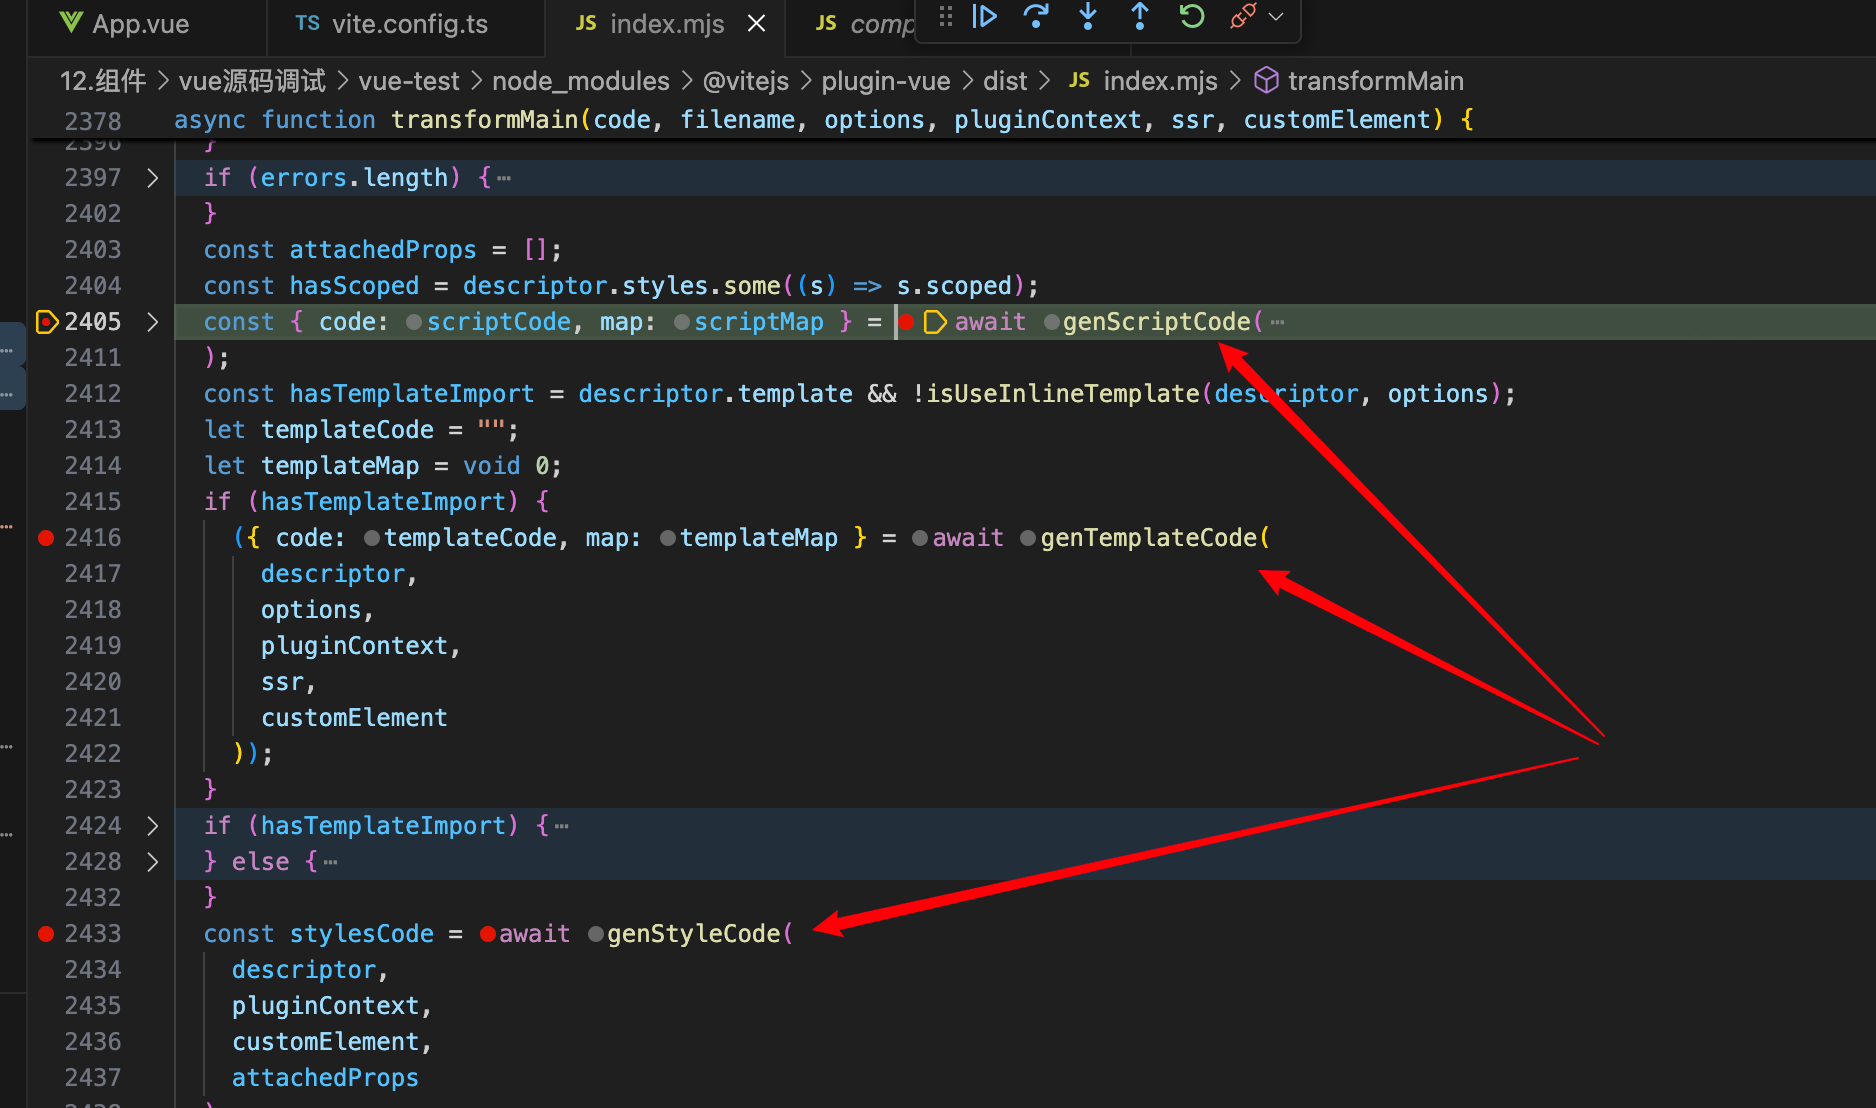 App.vue
TS vite.config.ts
JS index.mjs
JS comp
12.组件 > vue源码调试 > vue-test > node_modules > @vitejs > plugin-vue > dist > JS index.mjs > transformMain
2378 async function transformMain(code, filename, options, pluginContext, ssr, customElement) {
2396 }
2397 if (errors.length) {…
2402 }
2403 const attachedProps = [];
2404 const hasScoped = descriptor.styles.some((s) => s.scoped);
2405 const { code: scriptCode, map: scriptMap } = await genScriptCode(…
2411 );
2412 const hasTemplateImport = descriptor.template && !isUseInlineTemplate(descriptor, options);
2413 let templateCode = "";
2414 let templateMap = void 0;
2415 if (hasTemplateImport) {
2416 ({ code: templateCode, map: templateMap } = await genTemplateCode(
2417 descriptor,
2418 options,
2419 pluginContext,
2420 ssr,
2421 customElement
2422 ));
2423 }
2424 if (hasTemplateImport) {…
2428 } else {…
2432 }
2433 const stylesCode = await genStyleCode(
2434 descriptor,
2435 pluginContext,
2436 customElement,
2437 attachedProps